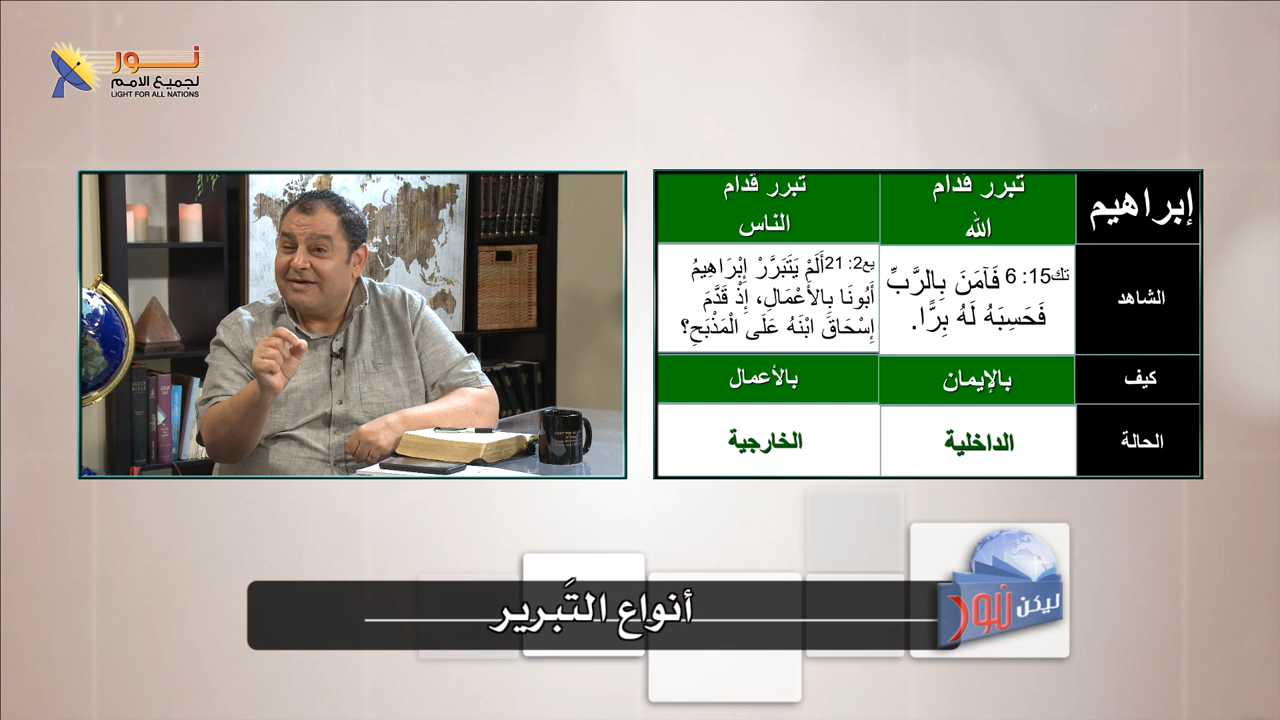 نـور
لجميع الامم
LIGHT FOR ALL NATIONS
إبراهيم
تبرر قدام
الله
تبرر قدام
الناس
الشاهد
تك15: 6 فَآمَنَ بِالرَّبِّ
فَحَسِبَهُ لَهُ بِرًّا.
يع2: 21أَلَمْ يَتَبَرَّرْ إِبْرَاهِيمُ
أَبُونَا بِالأَعْمَالِ، إِذْ قَدَّمَ
إِسْحَاقَ ابْنَهُ عَلَى الْمَذْبَحِ؟
كيف
بالإيمان
بالأعمال
الحالة
الداخلية
الخارجية
ليكن نور
أنواع التَبرير